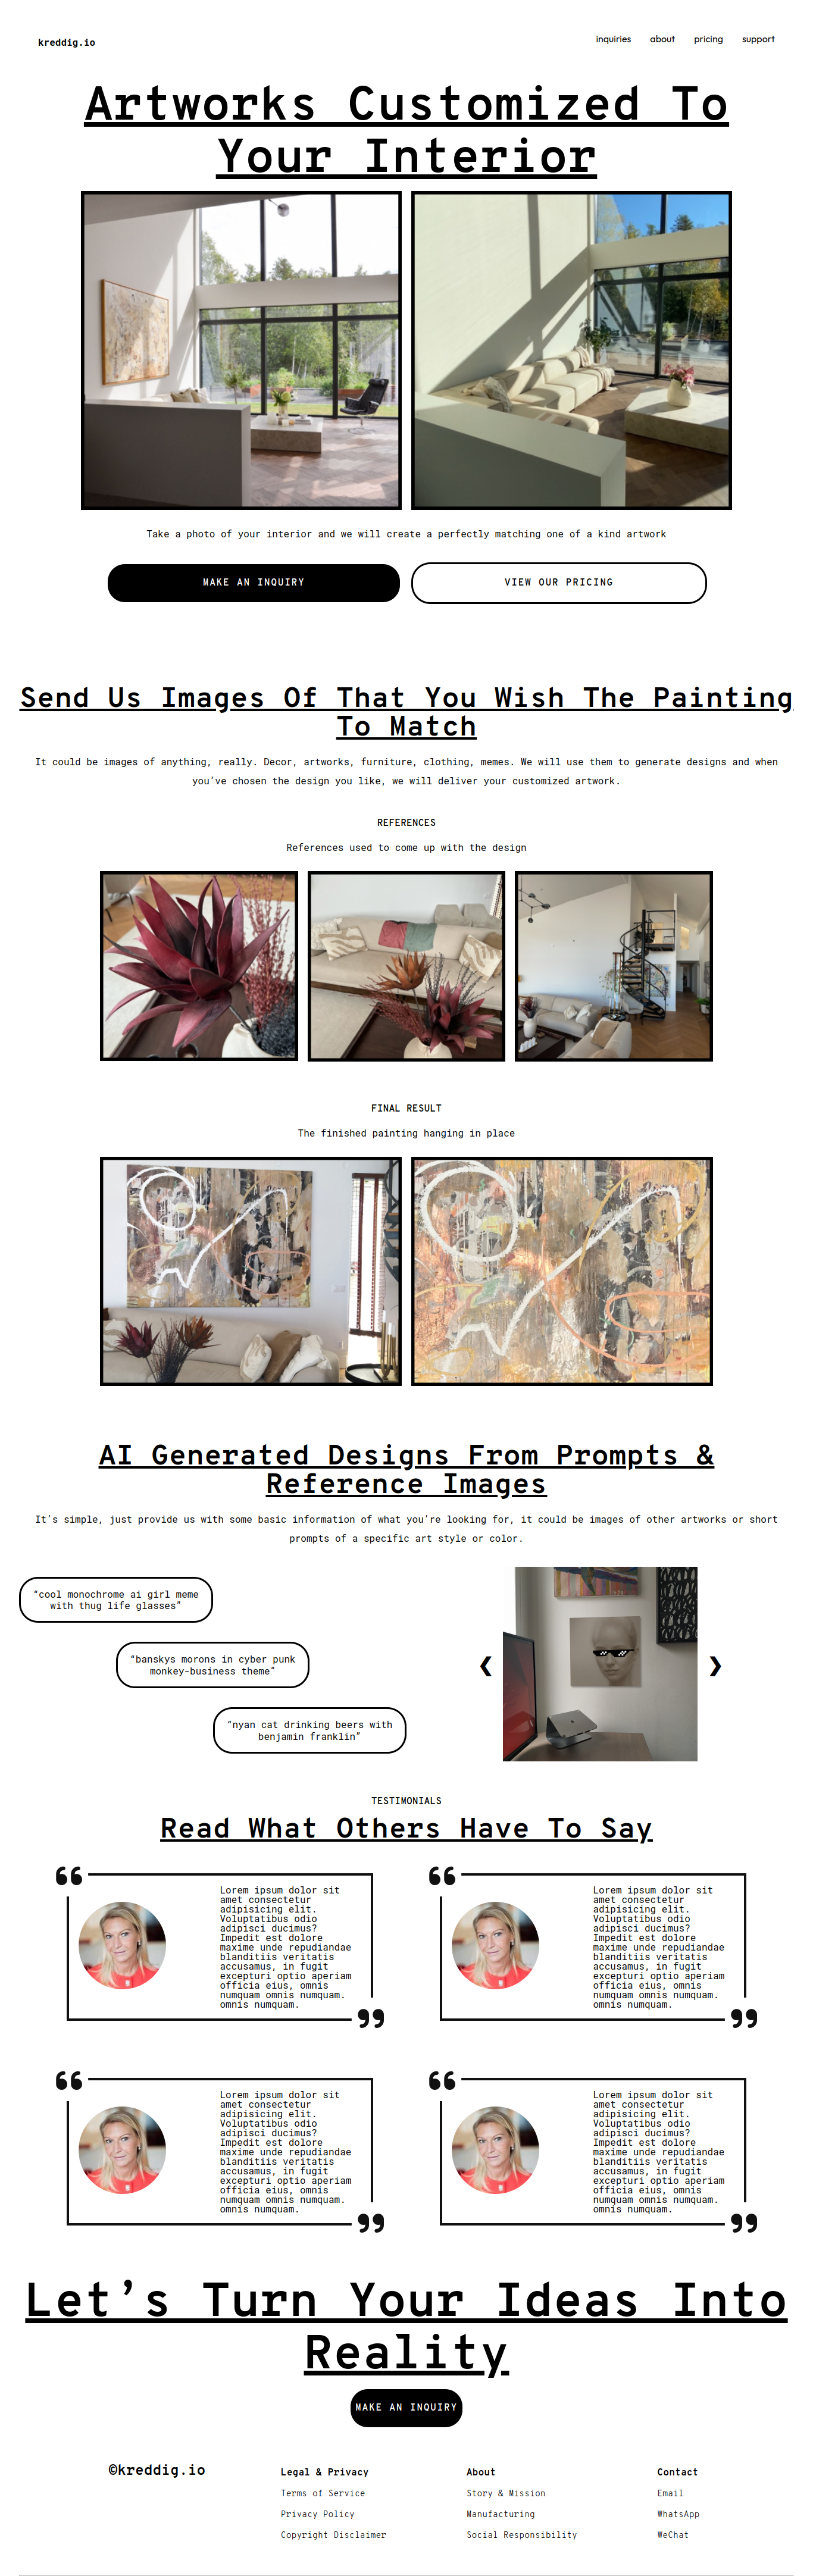 kreddig.io
inquiries about pricing support
Artworks Customized To
Your Interior
Take a photo of your interior and we will create a perfectly matching one of a kind artwork
MAKE AN INQUIRY
VIEW OUR PRICING
Send Us Images Of That You Wish The Painting
To Match
It could be images of anything, really. Decor, artworks, furniture, clothing, memes. We will use them to generate designs and when
you’ve chosen the design you like, we will deliver your customized artwork.
REFERENCES
References used to come up with the design
FINAL RESULT
The finished painting hanging in place
AI Generated Designs From Prompts &
Reference Images
It’s simple, just provide us with some basic information of what you’re looking for, it could be images of other artworks or short
prompts of a specific art style or color.
“cool monochrome ai girl meme
with thug life glasses”
“banskys morons in cyber punk
monkey-business theme”
“nyan cat drinking beers with
benjamin franklin”
❮
❯
TESTIMONIALS
Read What Others Have To Say
Lorem ipsum dolor sit
amet consectetur
adipisicing elit.
Voluptatibus odio
adipisci ducimus?
Impedit est dolore
maxime unde repudiandae
blanditiis veritatis
accusamus, in fugit
excepturi optio aperiam
officia eius, omnis
numquam omnis numquam.
omnis numquam.
Lorem ipsum dolor sit
amet consectetur
adipisicing elit.
Voluptatibus odio
adipisci ducimus?
Impedit est dolore
maxime unde repudiandae
blanditiis veritatis
accusamus, in fugit
excepturi optio aperiam
officia eius, omnis
numquam omnis numquam.
omnis numquam.
Lorem ipsum dolor sit
amet consectetur
adipisicing elit.
Voluptatibus odio
adipisci ducimus?
Impedit est dolore
maxime unde repudiandae
blanditiis veritatis
accusamus, in fugit
excepturi optio aperiam
officia eius, omnis
numquam omnis numquam.
omnis numquam.
Lorem ipsum dolor sit
amet consectetur
adipisicing elit.
Voluptatibus odio
adipisci ducimus?
Impedit est dolore
maxime unde repudiandae
blanditiis veritatis
accusamus, in fugit
excepturi optio aperiam
officia eius, omnis
numquam omnis numquam.
omnis numquam.
Let’s Turn Your Ideas Into
Reality
MAKE AN INQUIRY
©kreddig.io
Legal & Privacy
Terms of Service
Privacy Policy
Copyright Disclaimer
About
Story & Mission
Manufacturing
Social Responsibility
Contact
Email
WhatsApp
WeChat